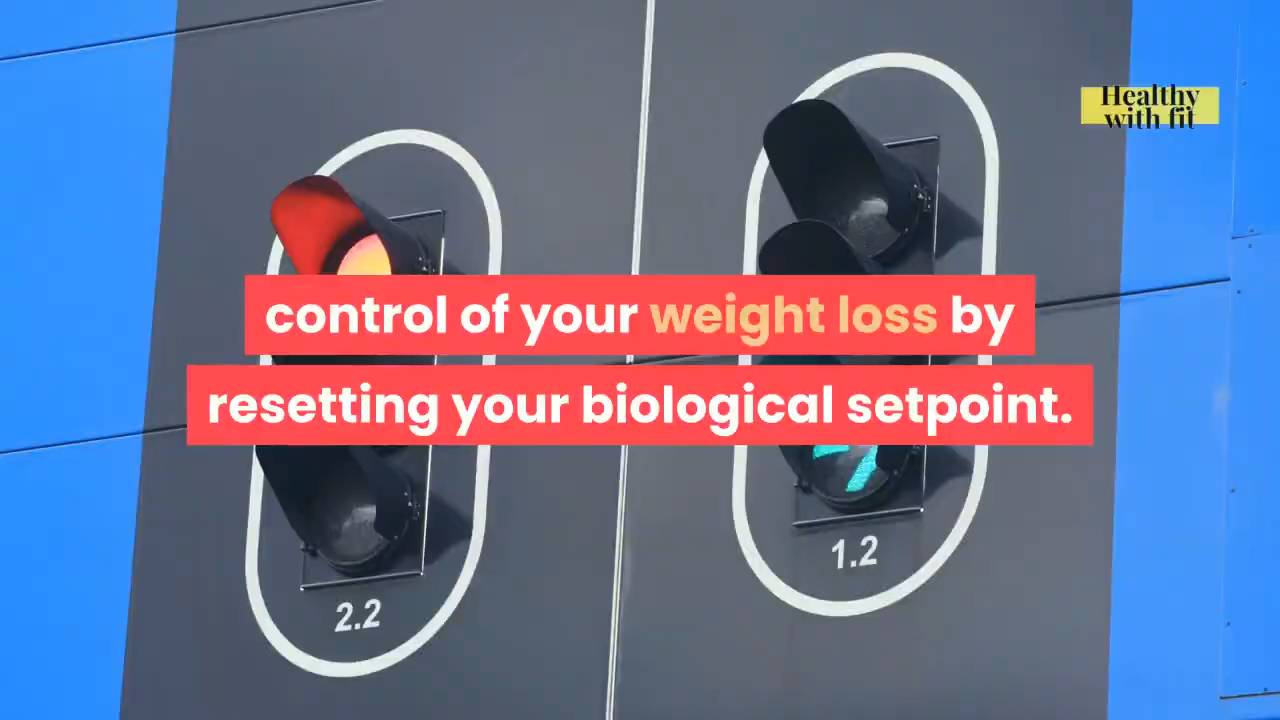 Healthy
with fit
control of your weight loss by
resetting your biological setpoint.
1.2
2.2